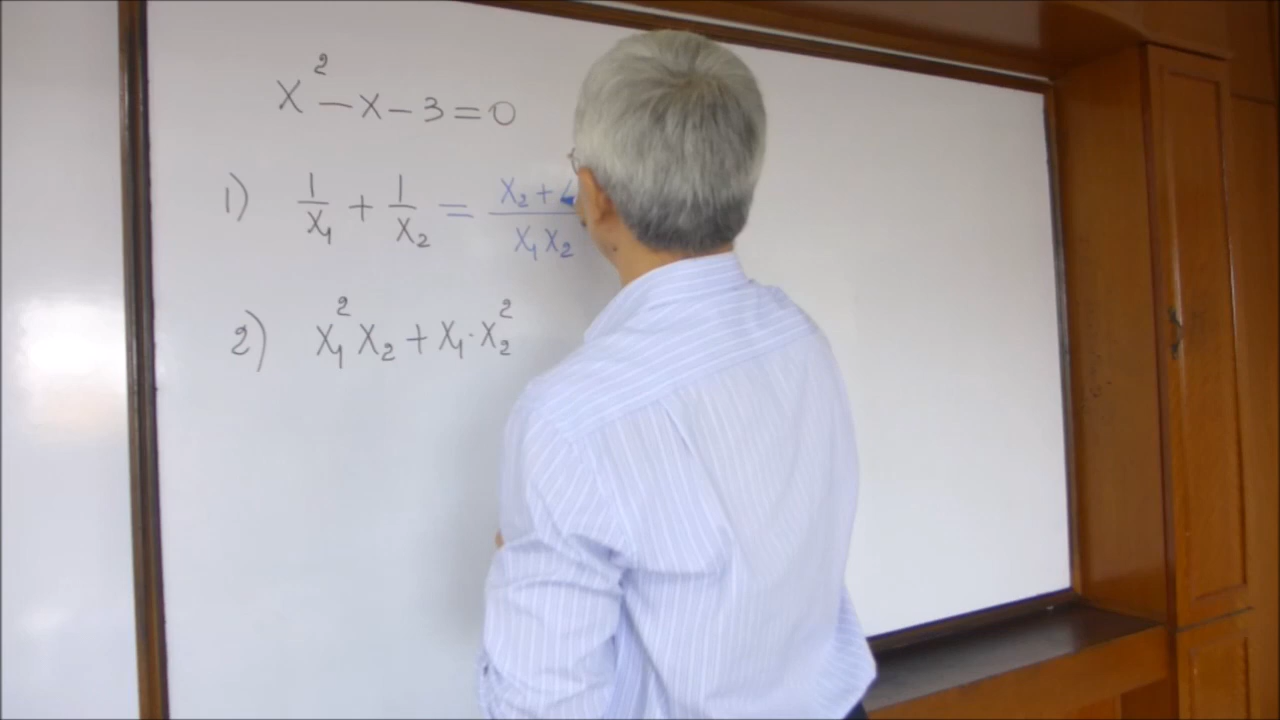 x² − x − 3 = 0
1) 1/x₁ + 1/x₂ = x₂ + / x₁x₂
2) x₁²x₂ + x₁·x₂²